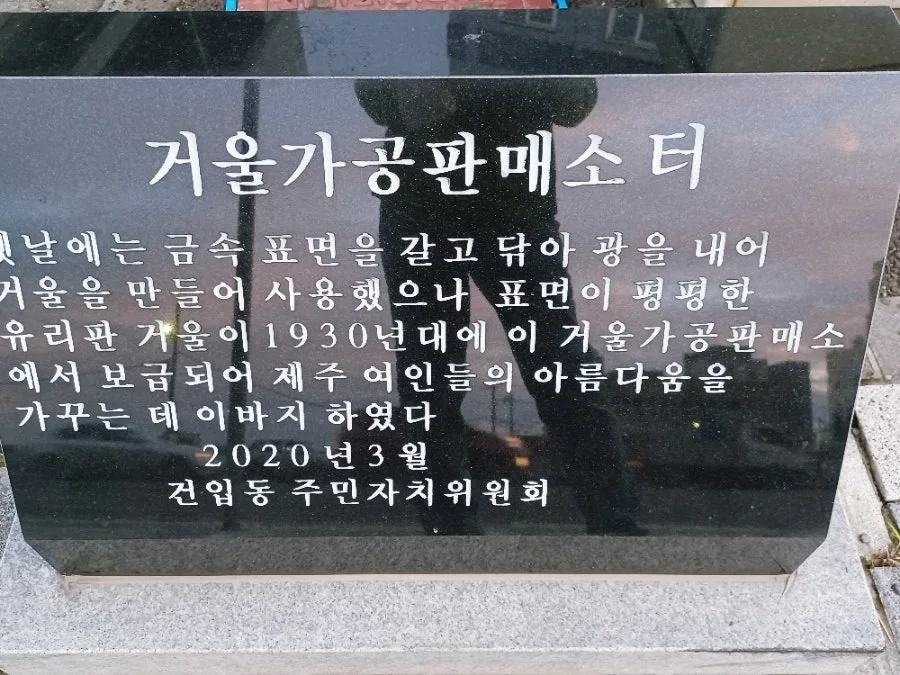 거울가공판매소 터
옛날에는 금속 표면을 갈고 닦아 광을 내어
거울을 만들어 사용했으나 표면이 평평한
유리판 거울이 1930년대에 이 거울가공판매소
에서 보급되어 제주 여인들의 아름다움을
가꾸는 데 이바지 하였다
2020년 3월
건입동 주민자치위원회